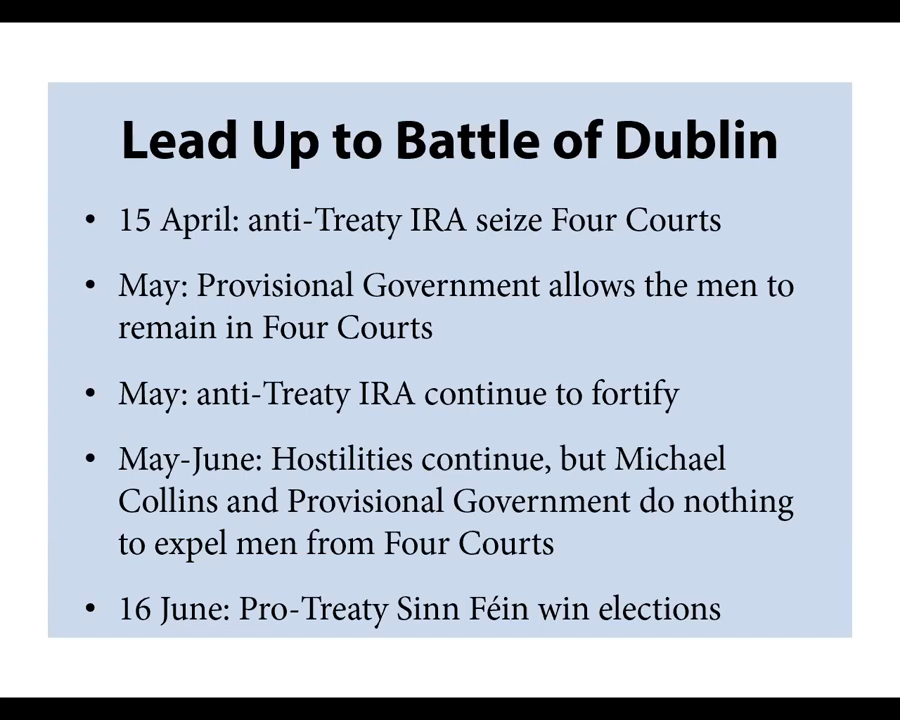 Lead Up to Battle of Dublin
• 15 April: anti-Treaty IRA seize Four Courts
• May: Provisional Government allows the men to
remain in Four Courts
• May: anti-Treaty IRA continue to fortify
• May-June: Hostilities continue, but Michael
Collins and Provisional Government do nothing
to expel men from Four Courts
• 16 June: Pro-Treaty Sinn Féin win elections